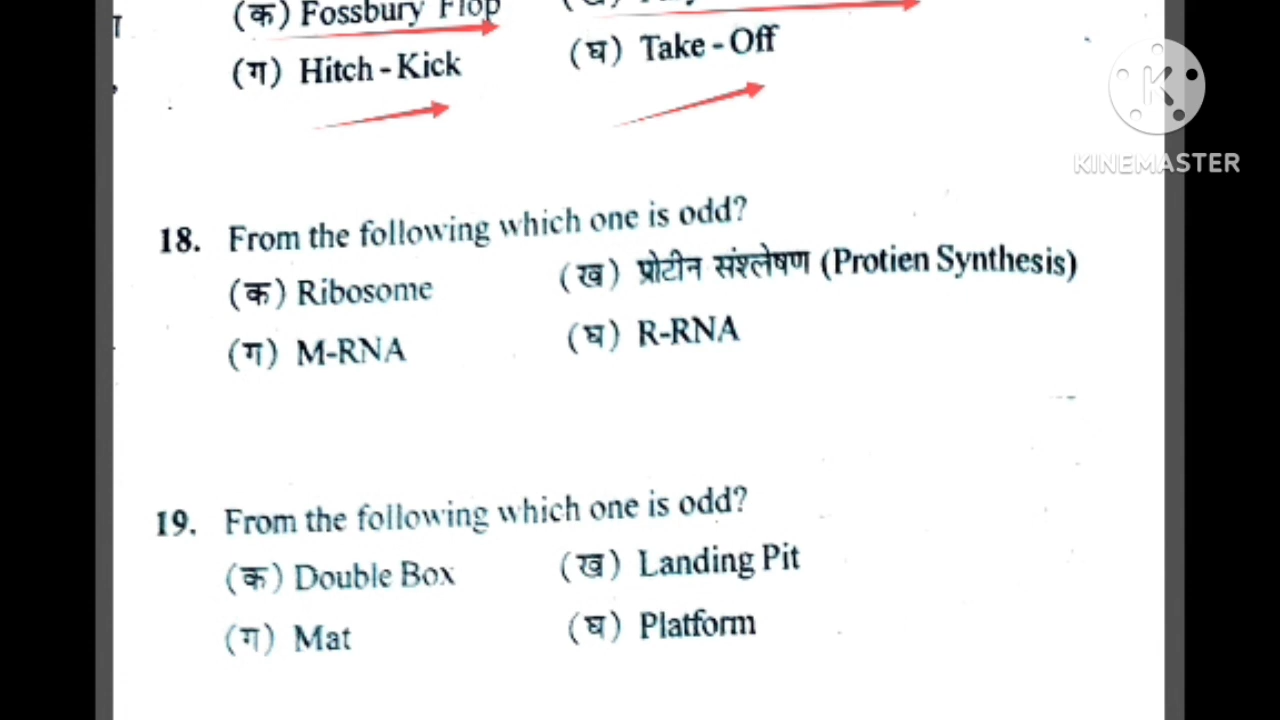 (क) Fossbury Flop
(ग) Hitch - Kick (घ) Take - Off
KINEMASTER
18. From the following which one is odd?
(क) Ribosome (ख) प्रोटीन संश्लेषण (Protien Synthesis)
(ग) M-RNA (घ) R-RNA
19. From the following which one is odd?
(क) Double Box (ख) Landing Pit
(ग) Mat (घ) Platform